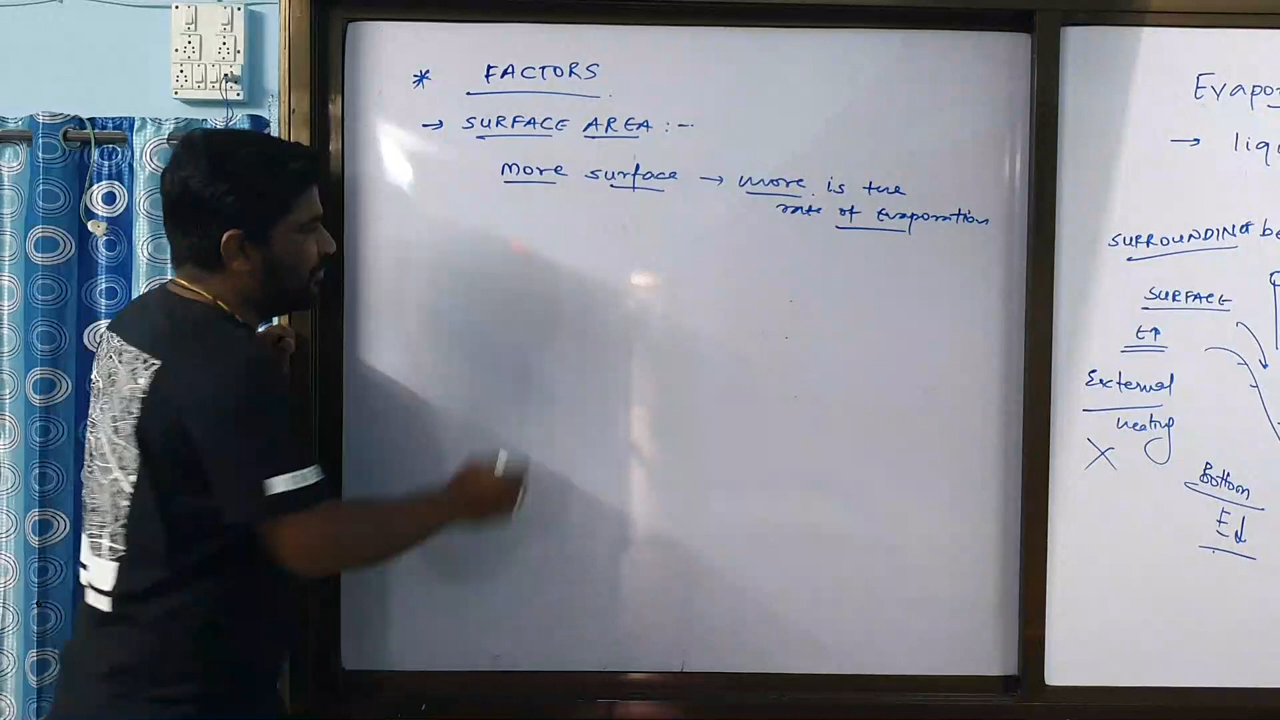 * FACTORS
→ SURFACE AREA :-
More surface → more is the
rate of Evaporation
Evapo
→ liq
SURROUNDING be
SURFACE
E↑
External
heating
X
Bottom
E↓